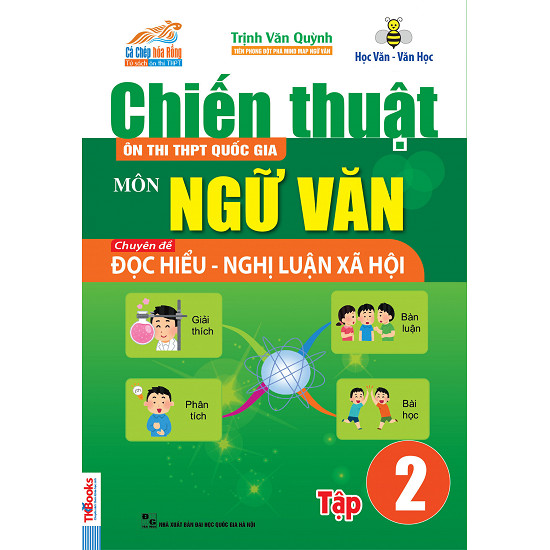 Cá Chép hóa Rồng
Tủ sách ôn thi THPT
Trịnh Văn Quỳnh
TIÊN PHONG ĐỘT PHÁ MIND MAP NGỮ VĂN
Học Văn - Văn Học
Chiến thuật
ÔN THI THPT QUỐC GIA
MÔN NGỮ VĂN
Chuyên đề
ĐỌC HIỂU - NGHỊ LUẬN XÃ HỘI
Giải
thích
Bàn
luận
Phân
tích
Bài
học
Tập 2
NHÀ XUẤT BẢN ĐẠI HỌC QUỐC GIA HÀ NỘI
TKBooks